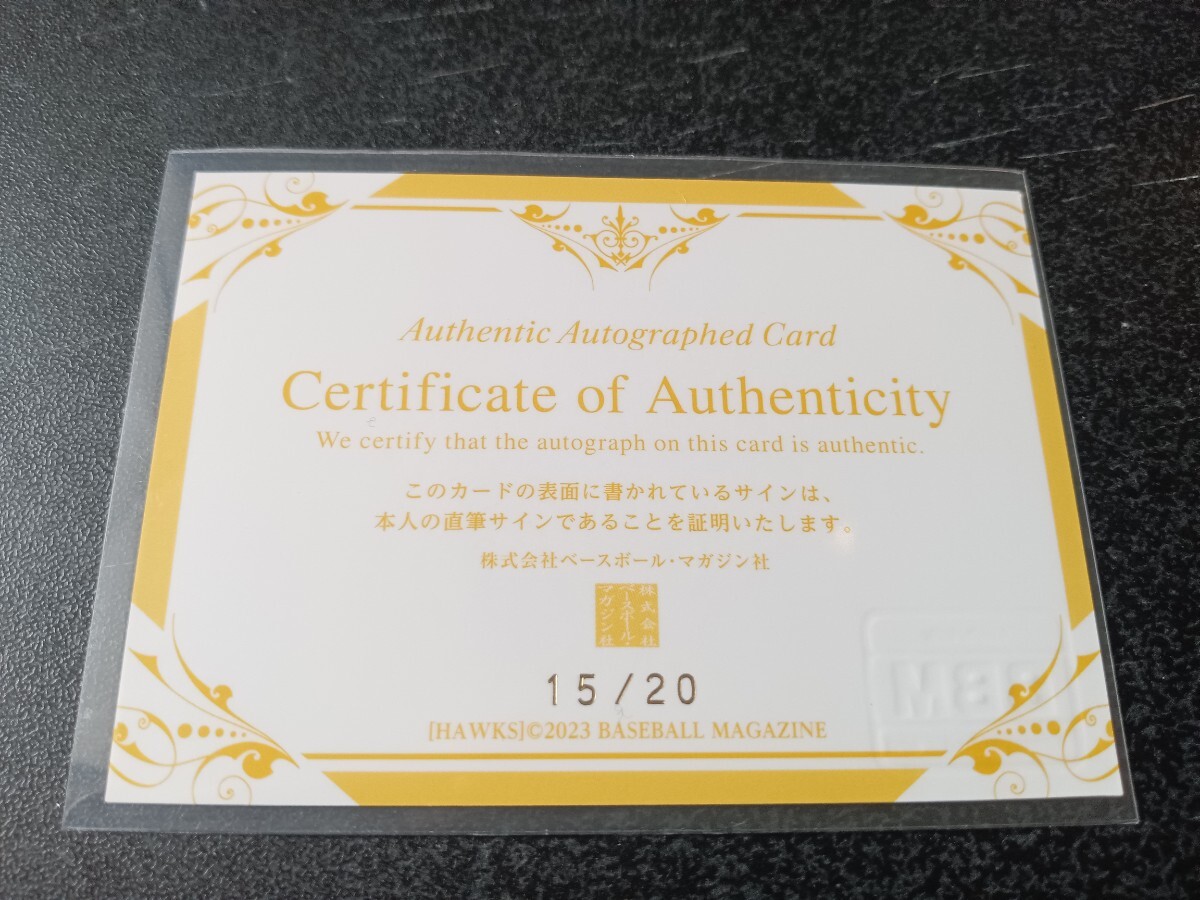 Authentic Autographed Card
Certificate of Authenticity
We certify that the autograph on this card is authentic.
このカードの表面に書かれているサインは、
本人の直筆サインであることを証明いたします。
株式会社ベースボール・マガジン社
株式会社
ベースボール・
マガジン社
15/20
[HAWKS]©2023 BASEBALL MAGAZINE